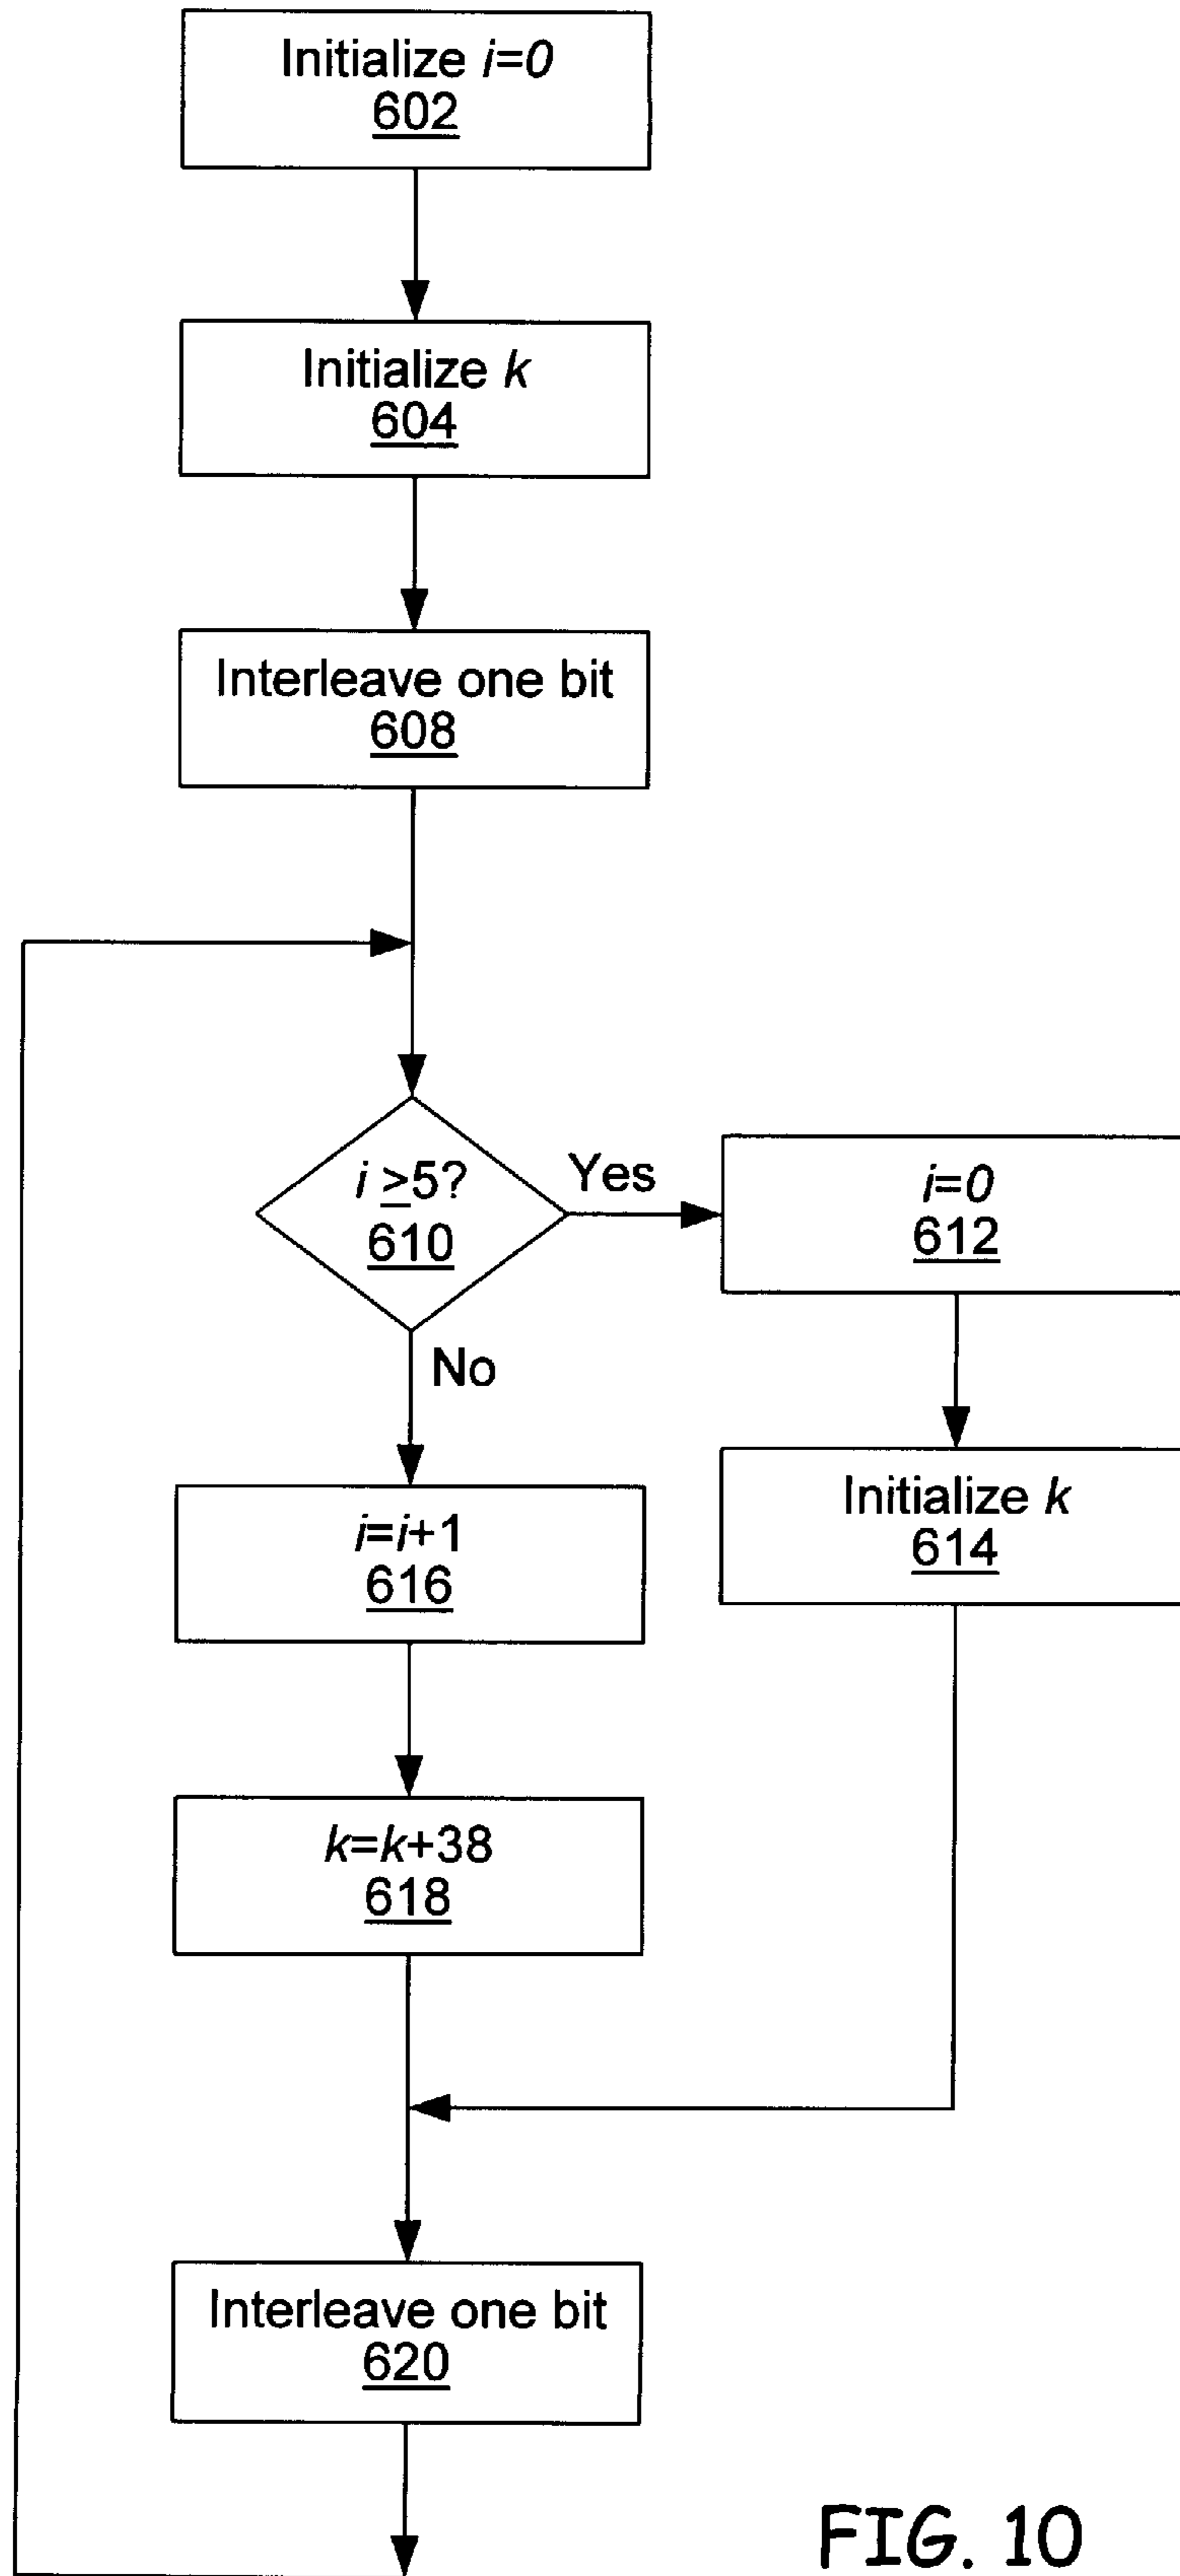 Initialize i=0
602
Initialize k
604
Interleave one bit
608
i ≥5?
610
Yes
No
i=0
612
Initialize k
614
i=i+1
616
k=k+38
618
Interleave one bit
620
FIG. 10